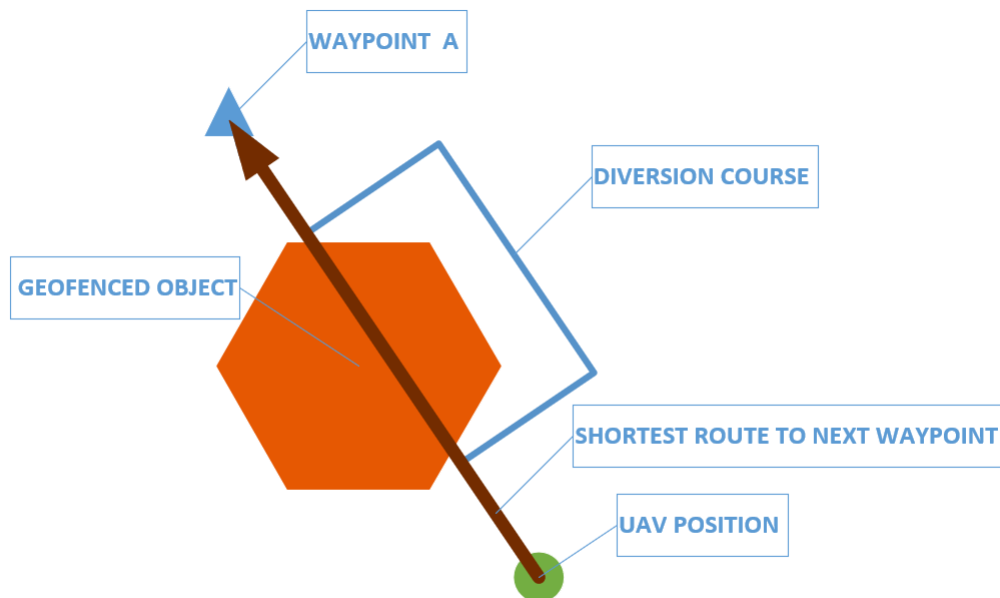 WAYPOINT A
DIVERSION COURSE
GEOFENCED OBJECT
SHORTEST ROUTE TO NEXT WAYPOINT
UAV POSITION